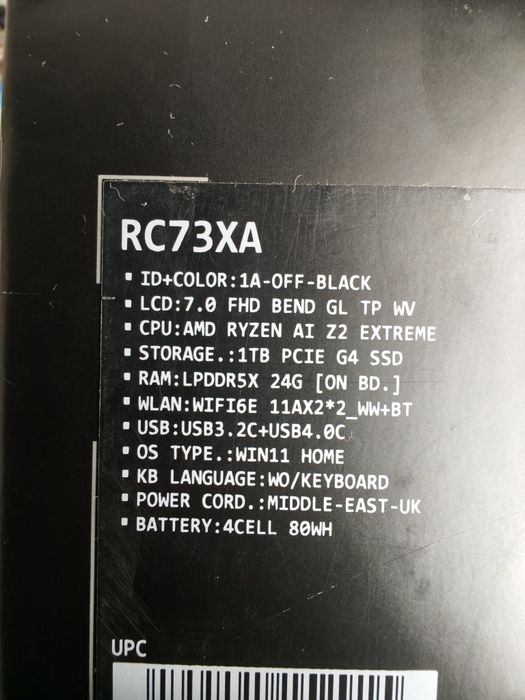 RC73XA
▪ ID+COLOR:1A-OFF-BLACK
▪ LCD:7.0 FHD BEND GL TP WV
▪ CPU:AMD RYZEN AI Z2 EXTREME
▪ STORAGE.:1TB PCIE G4 SSD
▪ RAM:LPDDR5X 24G [ON BD.]
▪ WLAN:WIFI6E 11AX2*2_WW+BT
▪ USB:USB3.2C+USB4.0C
▪ OS TYPE.:WIN11 HOME
▪ KB LANGUAGE:WO/KEYBOARD
▪ POWER CORD.:MIDDLE-EAST-UK
▪ BATTERY:4CELL 80WH
UPC